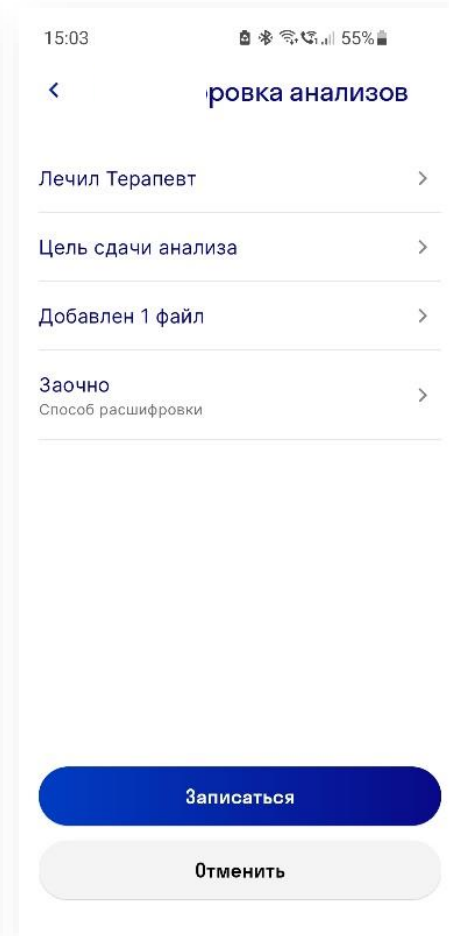 15:03 55%
ровка анализов
Лечил Терапевт
Цель сдачи анализа
Добавлен 1 файл
Заочно
Способ расшифровки
Записаться
Отменить